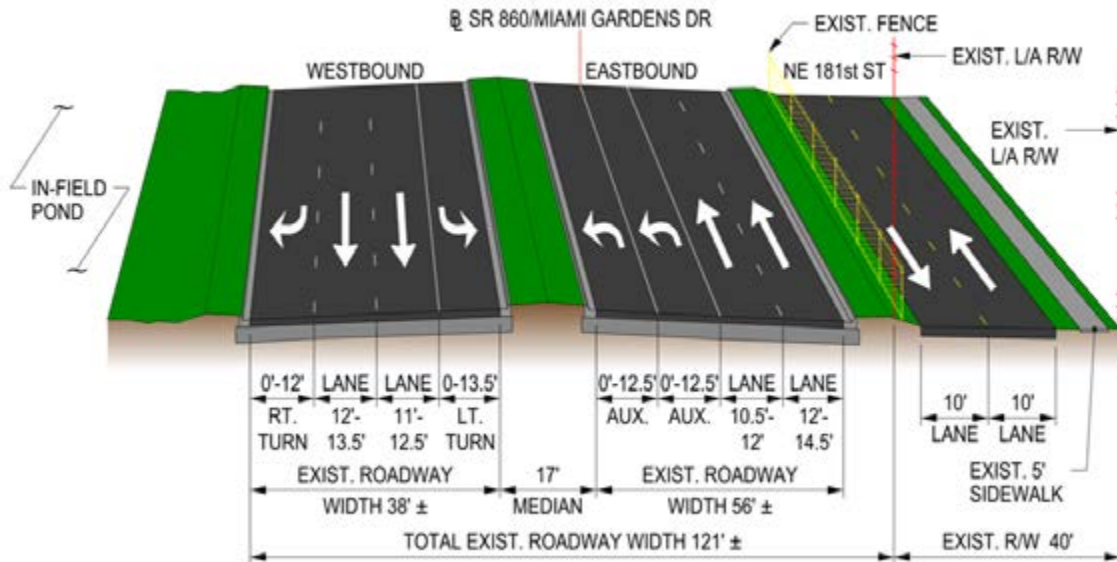 ℄ SR 860/MIAMI GARDENS DR
EXIST. FENCE
WESTBOUND
EASTBOUND
NE 181st ST
EXIST. L/A R/W
EXIST.
L/A R/W
IN-FIELD
POND
0'-12'
RT.
TURN
LANE
12'-
13.5'
LANE
11'-
12.5'
0-13.5'
LT.
TURN
0'-12.5'
AUX.
0'-12.5'
AUX.
LANE
10.5'-
12'
LANE
12'-
14.5'
10'
LANE
10'
LANE
EXIST. 5'
SIDEWALK
EXIST. ROADWAY
WIDTH 38' ±
17'
MEDIAN
EXIST. ROADWAY
WIDTH 56' ±
TOTAL EXIST. ROADWAY WIDTH 121' ±
EXIST. R/W 40'